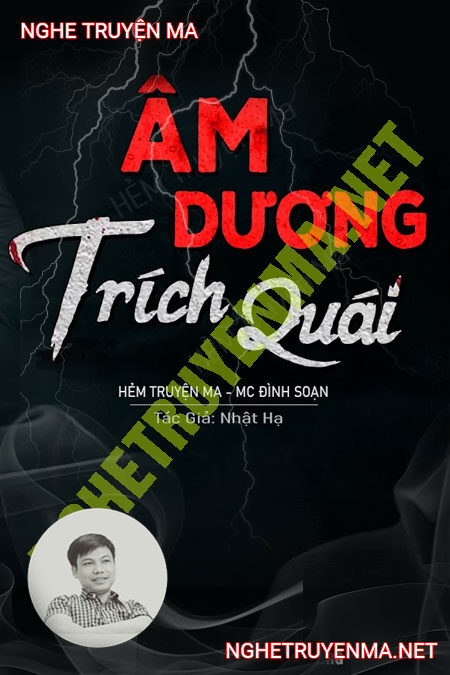 NGHE TRUYỆN MA
ÂM
DƯƠNG
Trích Quái
HẺM TRUYỆN MA - MC ĐÌNH SOẠN
Tác Giả: Nhật Hạ
NGHETRUYENMA.NET
NGHETRUYENMA.NET